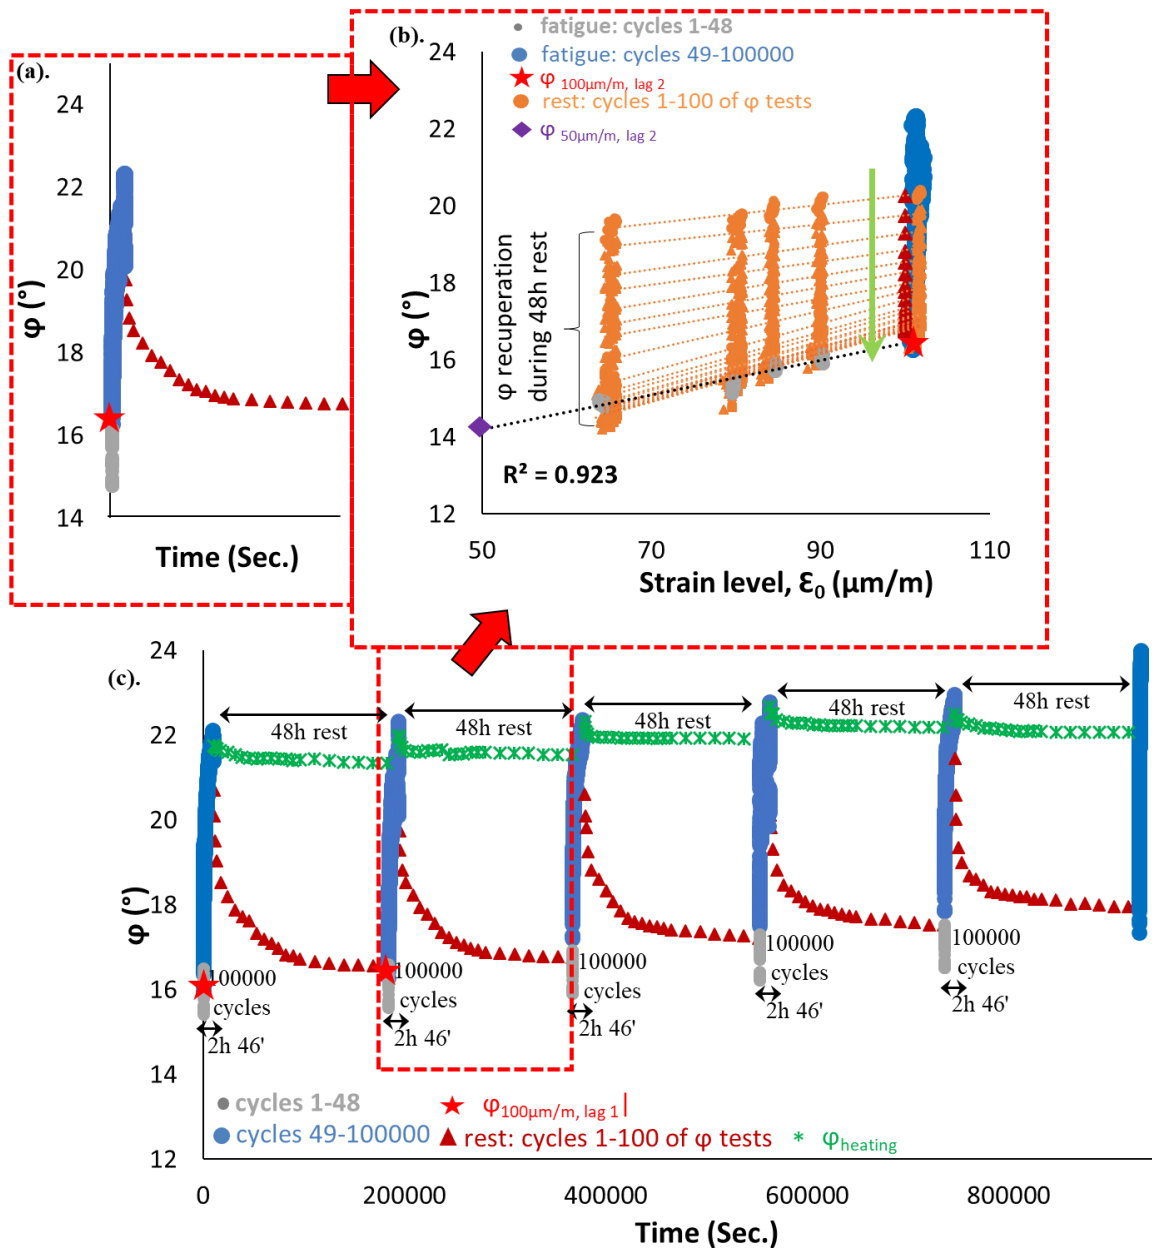 (a).
24
22
20
18
16
14
φ (°)
Time (Sec.)
(b)
fatigue: cycles 1-48
fatigue: cycles 49-100000
φ 100μm/m, lag 2
rest: cycles 1-100 of φ tests
φ 50μm/m, lag 2
24
22
20
18
16
14
12
φ (°)
φ recuperation
during 48h rest
R² = 0.923
50
70
90
110
Strain level, Ɛ0 (μm/m)
(c).
24
22
20
18
16
14
12
φ (°)
48h rest
48h rest
48h rest
48h rest
48h rest
100000
cycles
2h 46'
100000
cycles
2h 46'
100000
cycles
2h 46'
100000
cycles
2h 46'
100000
cycles
2h 46'
cycles 1-48
φ100μm/m, lag 1
cycles 49-100000
rest: cycles 1-100 of φ tests
φheating
0
200000
400000
600000
800000
Time (Sec.)